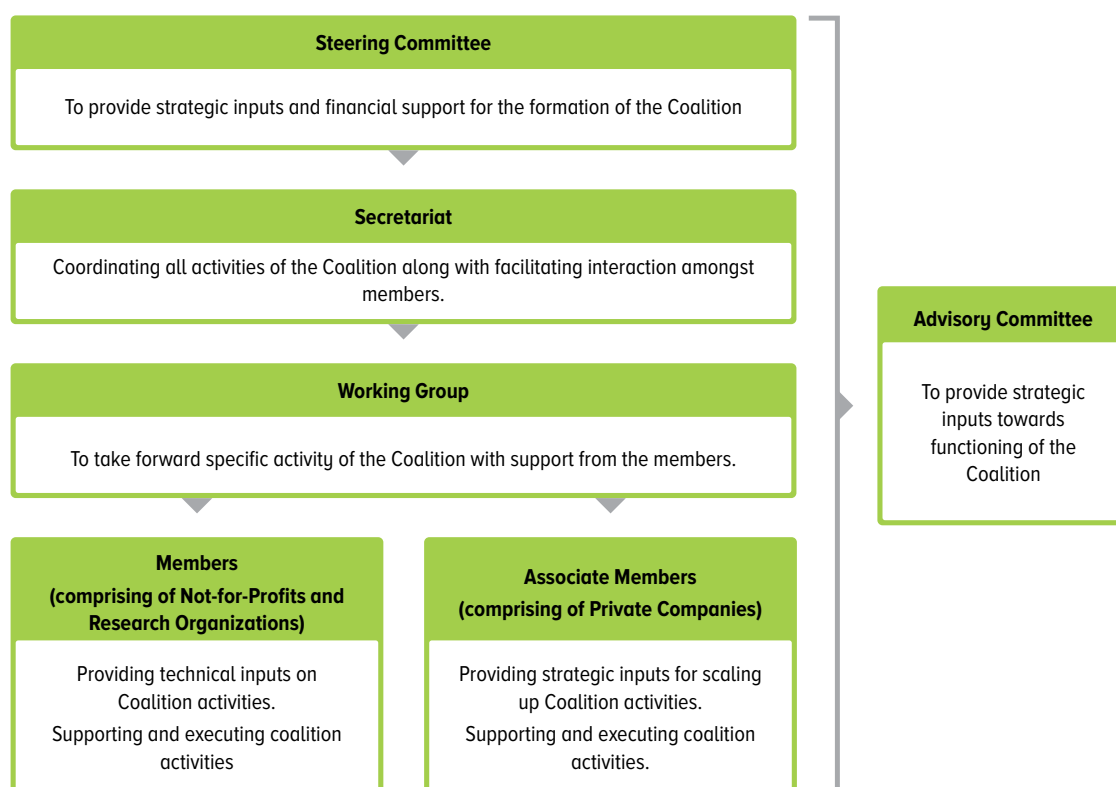 Steering Committee
To provide strategic inputs and financial support for the formation of the Coalition
Secretariat
Coordinating all activities of the Coalition along with facilitating interaction amongst
members.
Working Group
To take forward specific activity of the Coalition with support from the members.
Members
(comprising of Not-for-Profits and
Research Organizations)
Providing technical inputs on
Coalition activities.
Supporting and executing coalition
activities
Associate Members
(comprising of Private Companies)
Providing strategic inputs for scaling
up Coalition activities.
Supporting and executing coalition
activities.
Advisory Committee
To provide strategic
inputs towards
functioning of the
Coalition